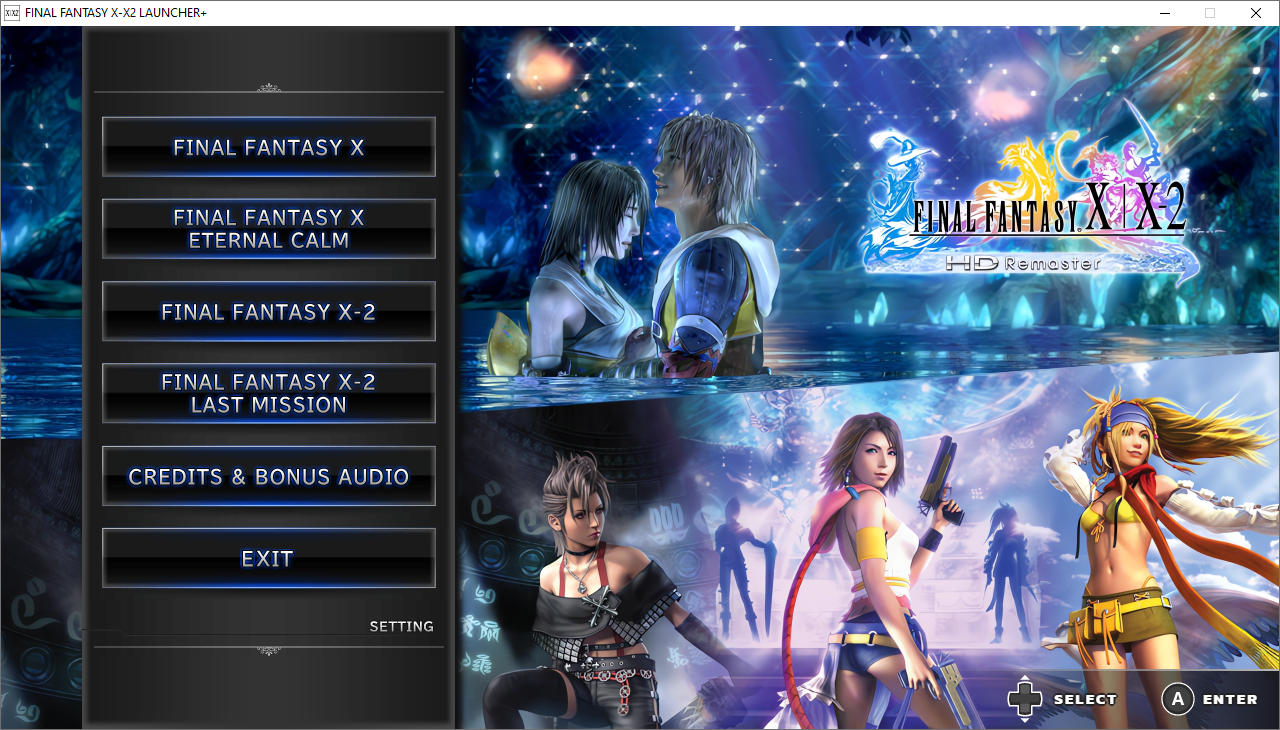 FINAL FANTASY X-X2 LAUNCHER+
FINAL FANTASY X
FINAL FANTASY X
ETERNAL CALM
FINAL FANTASY X-2
FINAL FANTASY X-2
LAST MISSION
CREDITS & BONUS AUDIO
EXIT
SETTING
FINAL FANTASY® X | X-2
HD Remaster
SELECT
A ENTER